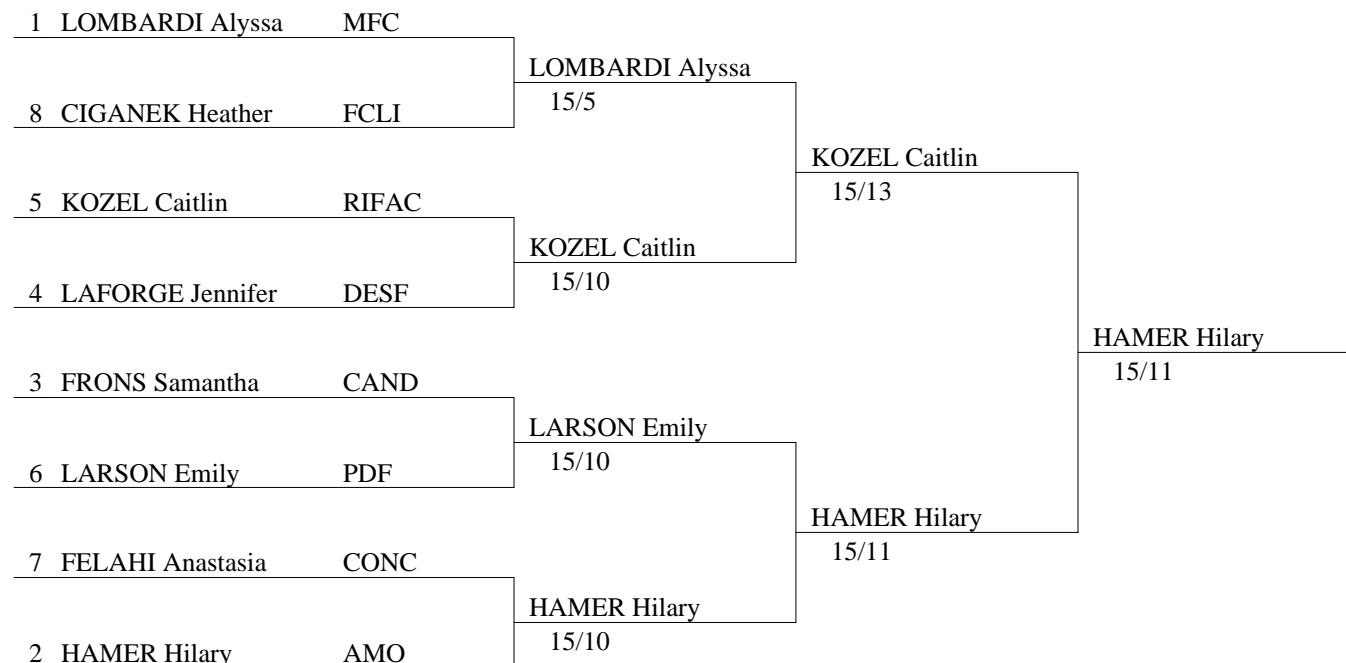 1 LOMBARDI Alyssa MFC
LOMBARDI Alyssa
15/5
8 CIGANEK Heather FCLI
KOZEL Caitlin
15/13
5 KOZEL Caitlin RIFAC
KOZEL Caitlin
15/10
4 LAFORGE Jennifer DESF
HAMER Hilary
15/11
3 FRONS Samantha CAND
LARSON Emily
15/10
6 LARSON Emily PDF
HAMER Hilary
15/11
7 FELAHI Anastasia CONC
HAMER Hilary
15/10
2 HAMER Hilary AMO